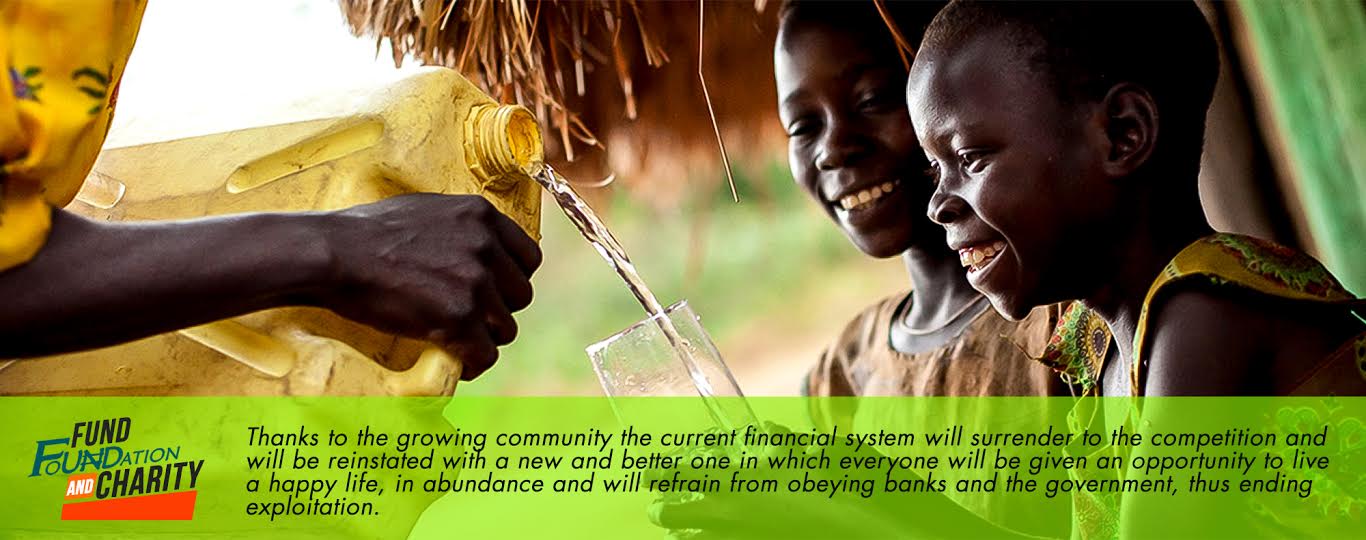 FUND
FOUNDATION
AND CHARITY
Thanks to the growing community the current financial system will surrender to the competition and
will be reinstated with a new and better one in which everyone will be given an opportunity to live
a happy life, in abundance and will refrain from obeying banks and the government, thus ending
exploitation.